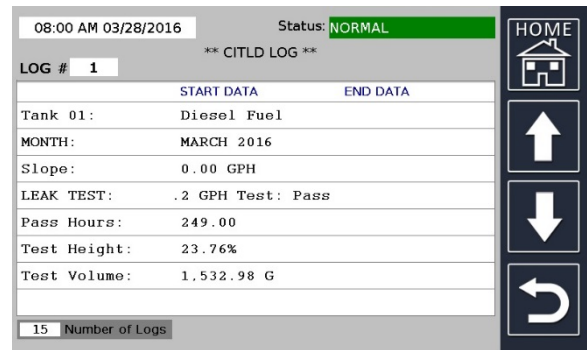 08:00 AM 03/28/2016 Status: NORMAL HOME
** CITLD LOG **
LOG # 1
START DATA END DATA
Tank 01: Diesel Fuel
MONTH: MARCH 2016
Slope: 0.00 GPH
LEAK TEST: .2 GPH Test: Pass
Pass Hours: 249.00
Test Height: 23.76%
Test Volume: 1,532.98 G
15 Number of Logs